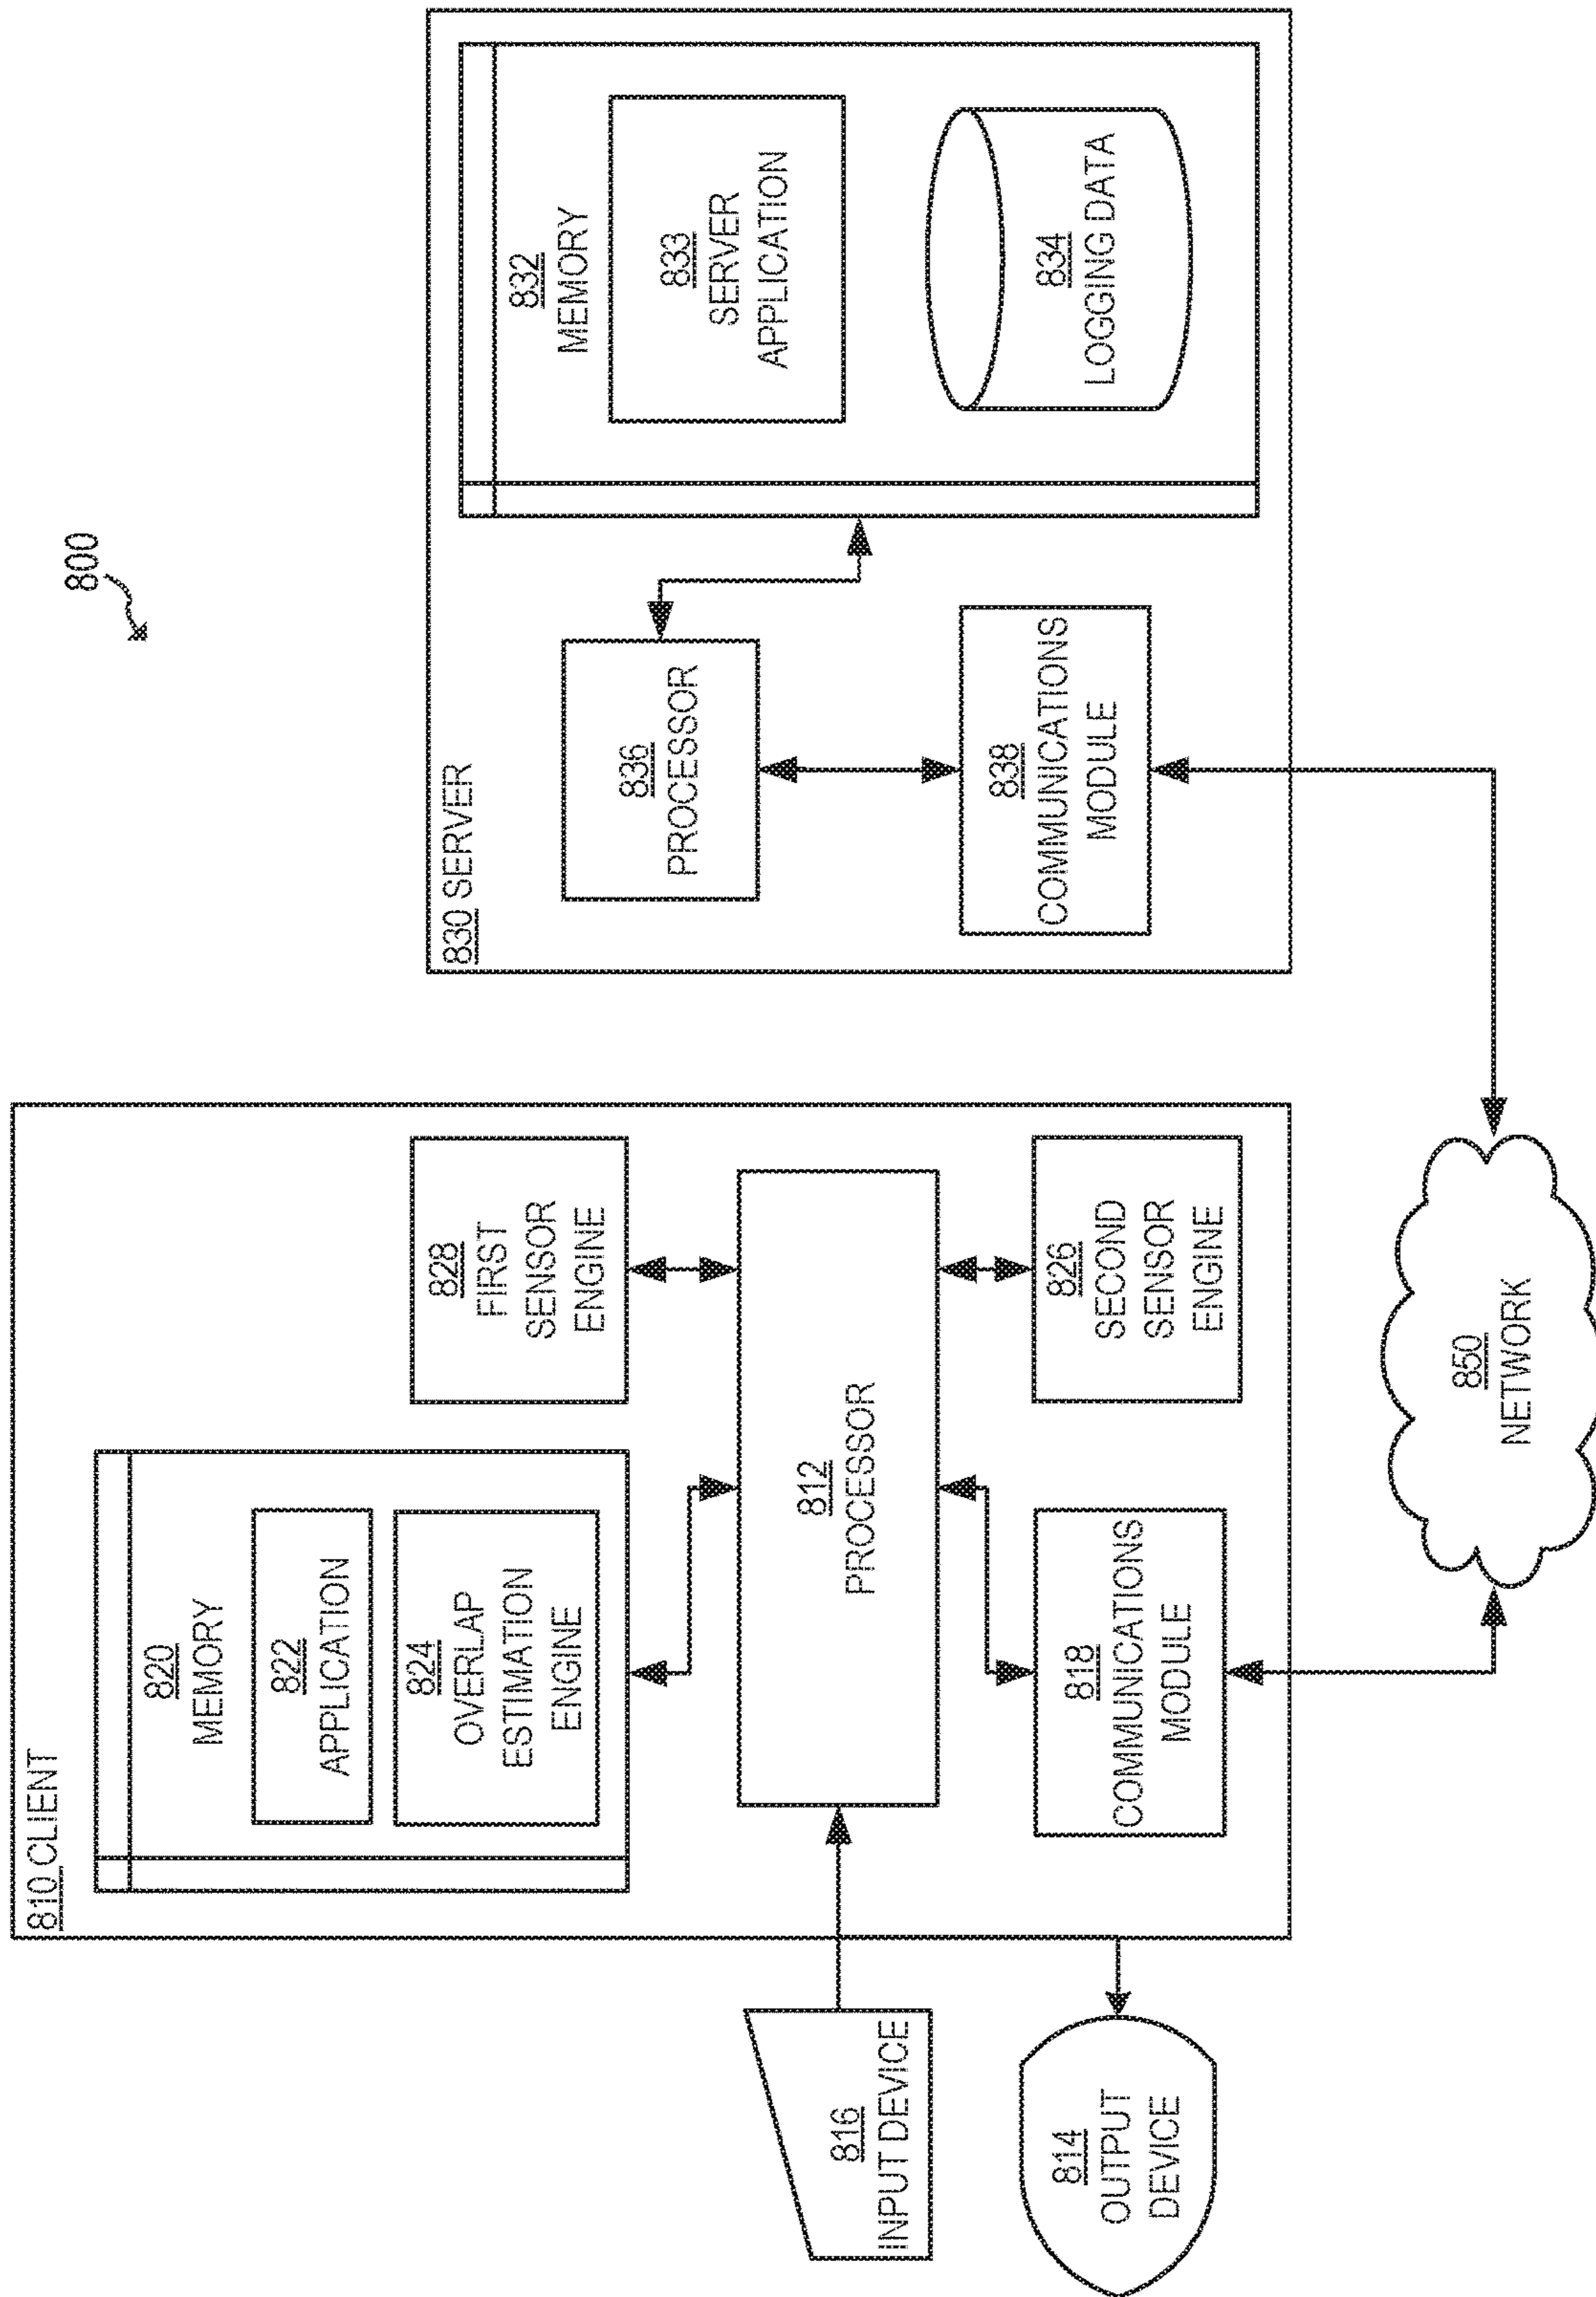 800
810 CLIENT
820
MEMORY
822
APPLICATION
824
OVERLAP
ESTIMATION
ENGINE
828
FIRST
SENSOR
ENGINE
816
INPUT DEVICE
812
PROCESSOR
814
OUTPUT
DEVICE
818
COMMUNICATIONS
MODULE
826
SECOND
SENSOR
ENGINE
830 SERVER
836
PROCESSOR
832
MEMORY
833
SERVER
APPLICATION
834
LOGGING DATA
838
COMMUNICATIONS
MODULE
850
NETWORK